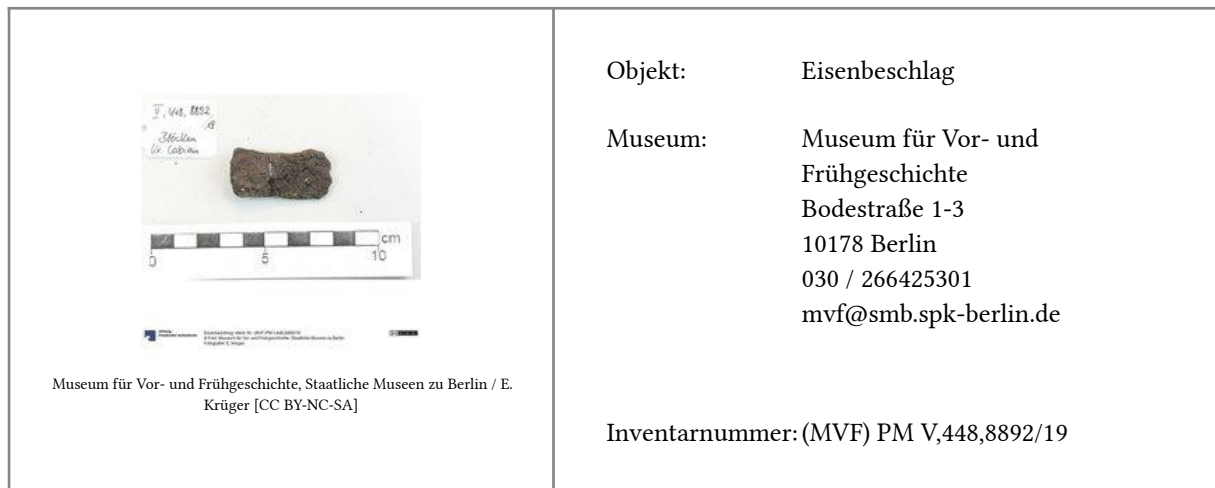 V, 448, 8892
Kr. Labiau
cm
0 5 10
Museum für Vor- und Frühgeschichte, Staatliche Museen zu Berlin / E.
Krüger [CC BY-NC-SA]
Objekt: Eisenbeschlag
Museum: Museum für Vor- und
Frühgeschichte
Bodestraße 1-3
10178 Berlin
030 / 266425301
mvf@smb.spk-berlin.de
Inventarnummer: (MVF) PM V,448,8892/19